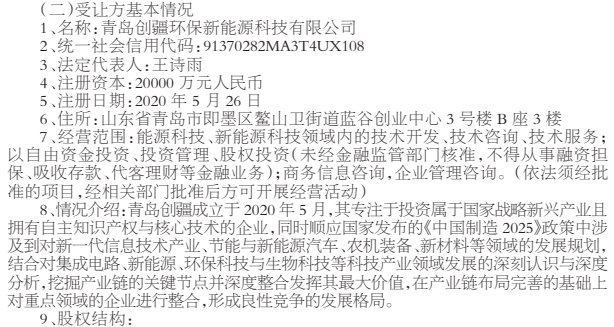 （二）受让方基本情况
1、名称：青岛创疆环保新能源科技有限公司
2、统一社会信用代码：91370282MA3T4UX108
3、法定代表人：王诗雨
4、注册资本：20000 万元人民币
5、注册日期：2020 年 5 月 26 日
6、住所：山东省青岛市即墨区鳌山卫街道蓝谷创业中心 3 号楼 B 座 3 楼
7、经营范围：能源科技、新能源科技领域内的技术开发、技术咨询、技术服务；
以自由资金投资、投资管理、股权投资（未经金融监管部门核准，不得从事融资担
保、吸收存款、代客理财等金融业务）；商务信息咨询，企业管理咨询。（依法须经批
准的项目，经相关部门批准后方可开展经营活动）
8、情况介绍：青岛创疆成立于 2020 年 5 月，其专注于投资属于国家战略新兴产业且
拥有自主知识产权与核心技术的企业，同时顺应国家发布的《中国制造 2025》政策中涉
及到对新一代信息技术产业、节能与新能源汽车、农机装备、新材料等领域的发展规划，
结合对集成电路、新能源、环保科技与生物科技等科技产业领域发展的深刻认识与深度
分析，挖掘产业链的关键节点并深度整合发挥其最大价值，在产业链布局完善的基础上
对重点领域的企业进行整合，形成良性竞争的发展格局。
9、股权结构：